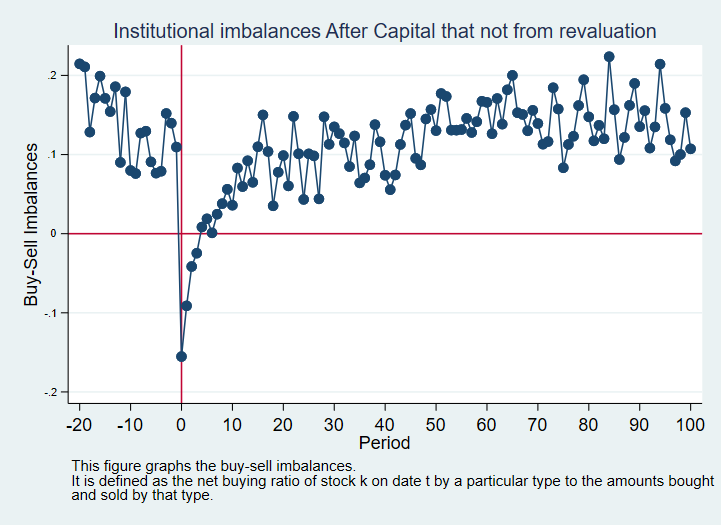 Institutional imbalances After Capital that not from revaluation
Buy-Sell Imbalances
.2
.1
0
-.1
-.2
-20 -10 0 10 20 30 40 50 60 70 80 90 100
Period
This figure graphs the buy-sell imbalances.
It is defined as the net buying ratio of stock k on date t by a particular type to the amounts bought
and sold by that type.